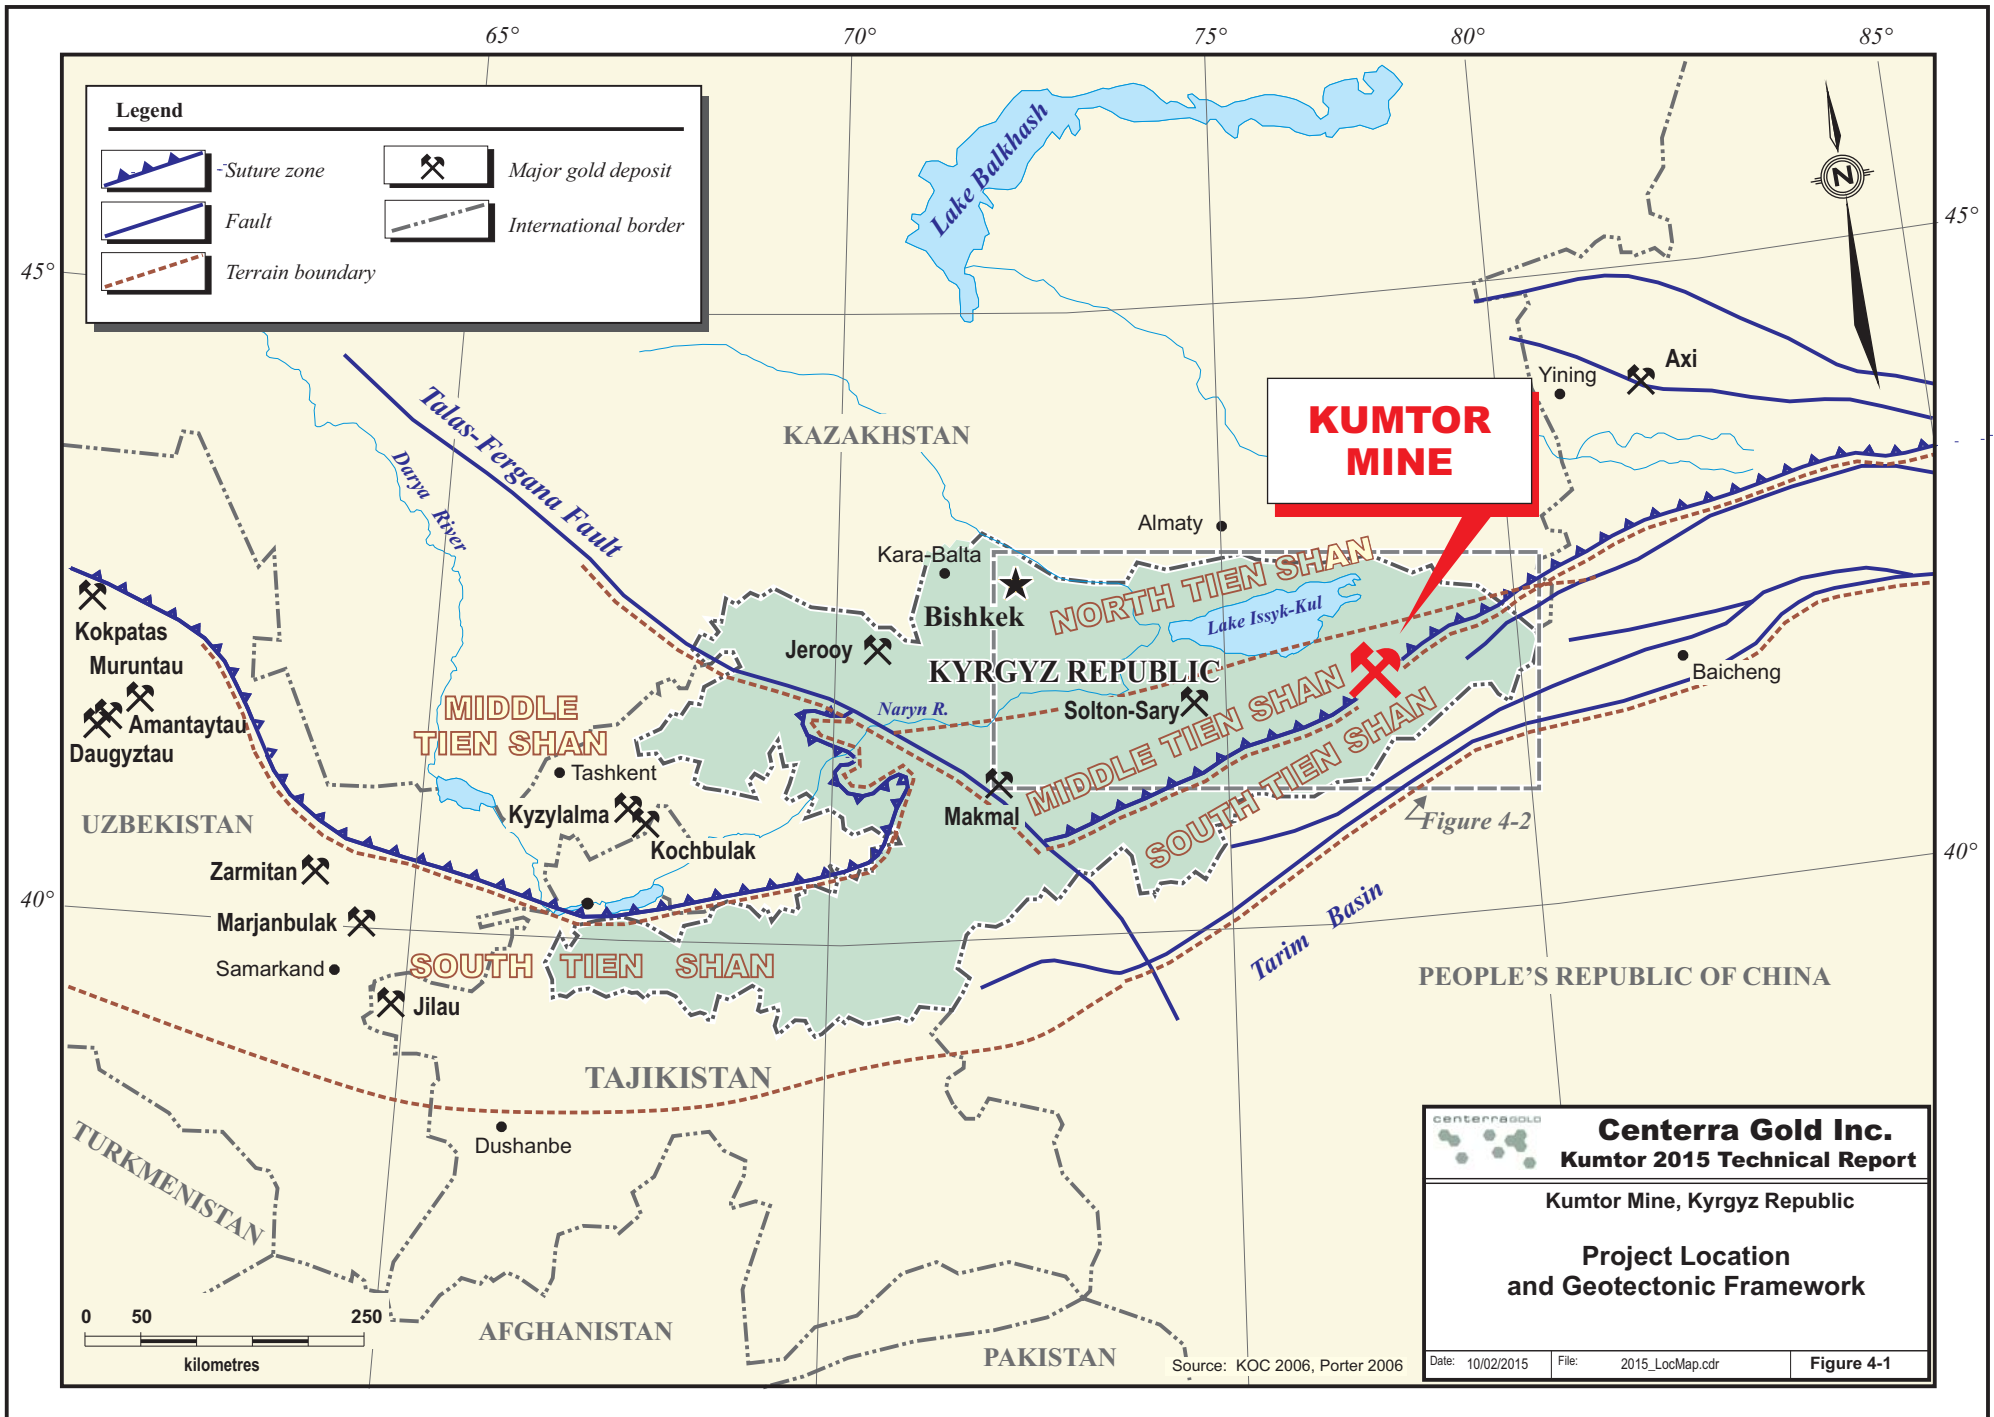 65°
70°
75°
80°
85°
Legend
Suture zone
Major gold deposit
Fault
International border
Terrain boundary
45°
45°
Lake Balkhash
N
Talas-Fergana Fault
Darya River
KAZAKHSTAN
KUMTOR
MINE
Yining
Axi
Almaty
Kara-Balta
Bishkek
NORTH TIEN SHAN
Lake Issyk-Kul
Kokpatas
Muruntau
Amantaytau
Daugyztau
Jerooy
KYRGYZ REPUBLIC
Baicheng
MIDDLE
TIEN SHAN
Naryn R.
Solton-Sary
MIDDLE TIEN SHAN
SOUTH TIEN SHAN
Tashkent
Kyzylalma
Kochbulak
Makmal
Figure 4-2
UZBEKISTAN
Zarmitan
40°
40°
Marjanbulak
Samarkand
SOUTH TIEN SHAN
Jilau
Tarim Basin
PEOPLE'S REPUBLIC OF CHINA
TAJIKISTAN
Dushanbe
TURKMENISTAN
AFGHANISTAN
PAKISTAN
0 50 250
kilometres
Source: KOC 2006, Porter 2006
centerraGOLD
Centerra Gold Inc.
Kumtor 2015 Technical Report
Kumtor Mine, Kyrgyz Republic
Project Location
and Geotectonic Framework
Date: 10/02/2015
File: 2015_LocMap.cdr
Figure 4-1